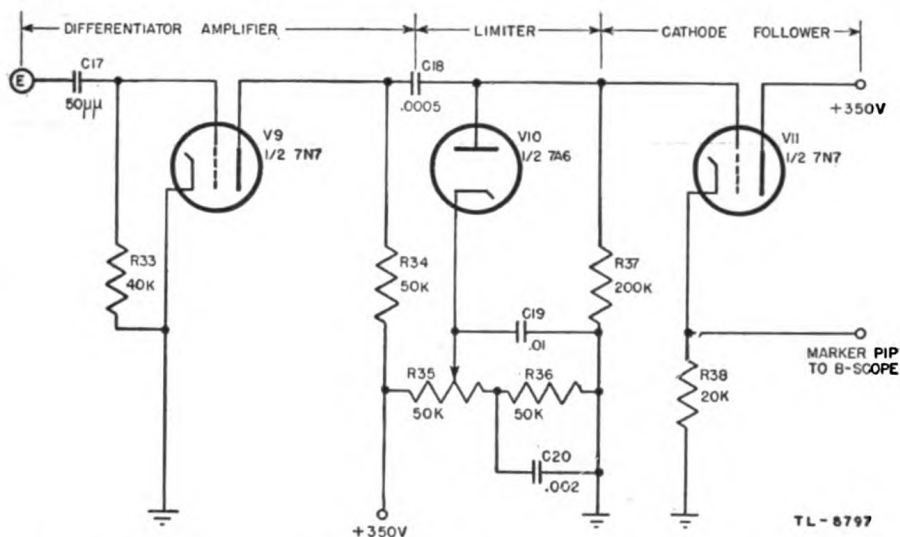 DIFFERENTIATOR AMPLIFIER
LIMITER
CATHODE FOLLOWER
E
C17
50μμ
C18
.0005
+350V
V9
1/2 7N7
V10
1/2 7A6
V11
1/2 7N7
R33
40K
R34
50K
R37
200K
C19
.01
R35
50K
R36
50K
MARKER PIP
TO B-SCOPE
R38
20K
C20
.002
+350V
TL-8797